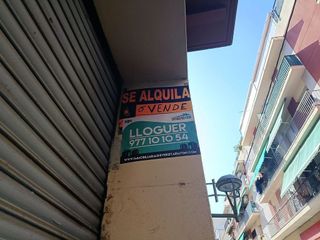 SE ALQUILA
ó VENDE
LLOGUER
977 10 10 54